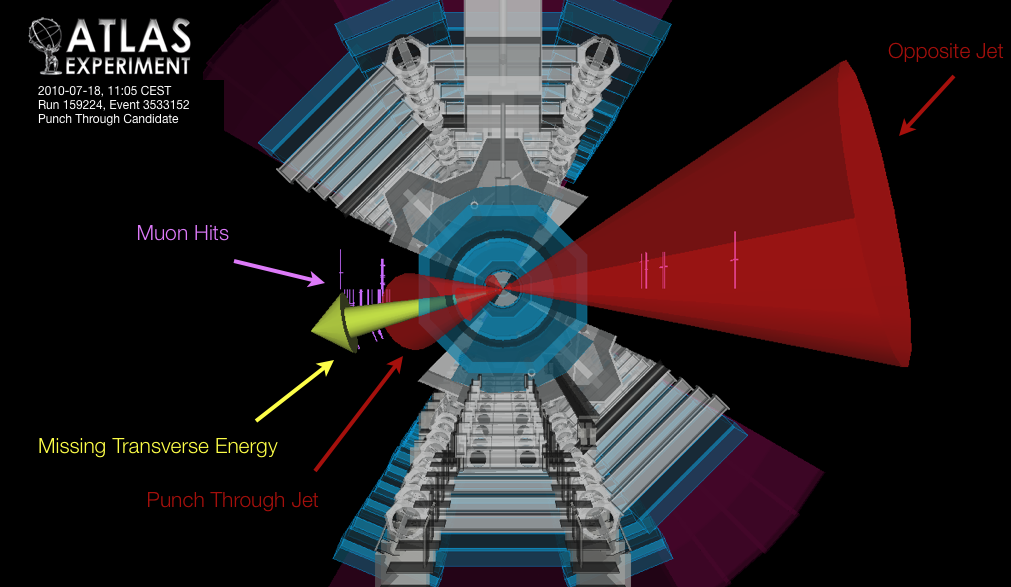 ATLAS
EXPERIMENT
2010-07-18, 11:05 CEST
Run 159224, Event 3533152
Punch Through Candidate
Opposite Jet
Muon Hits
Missing Transverse Energy
Punch Through Jet